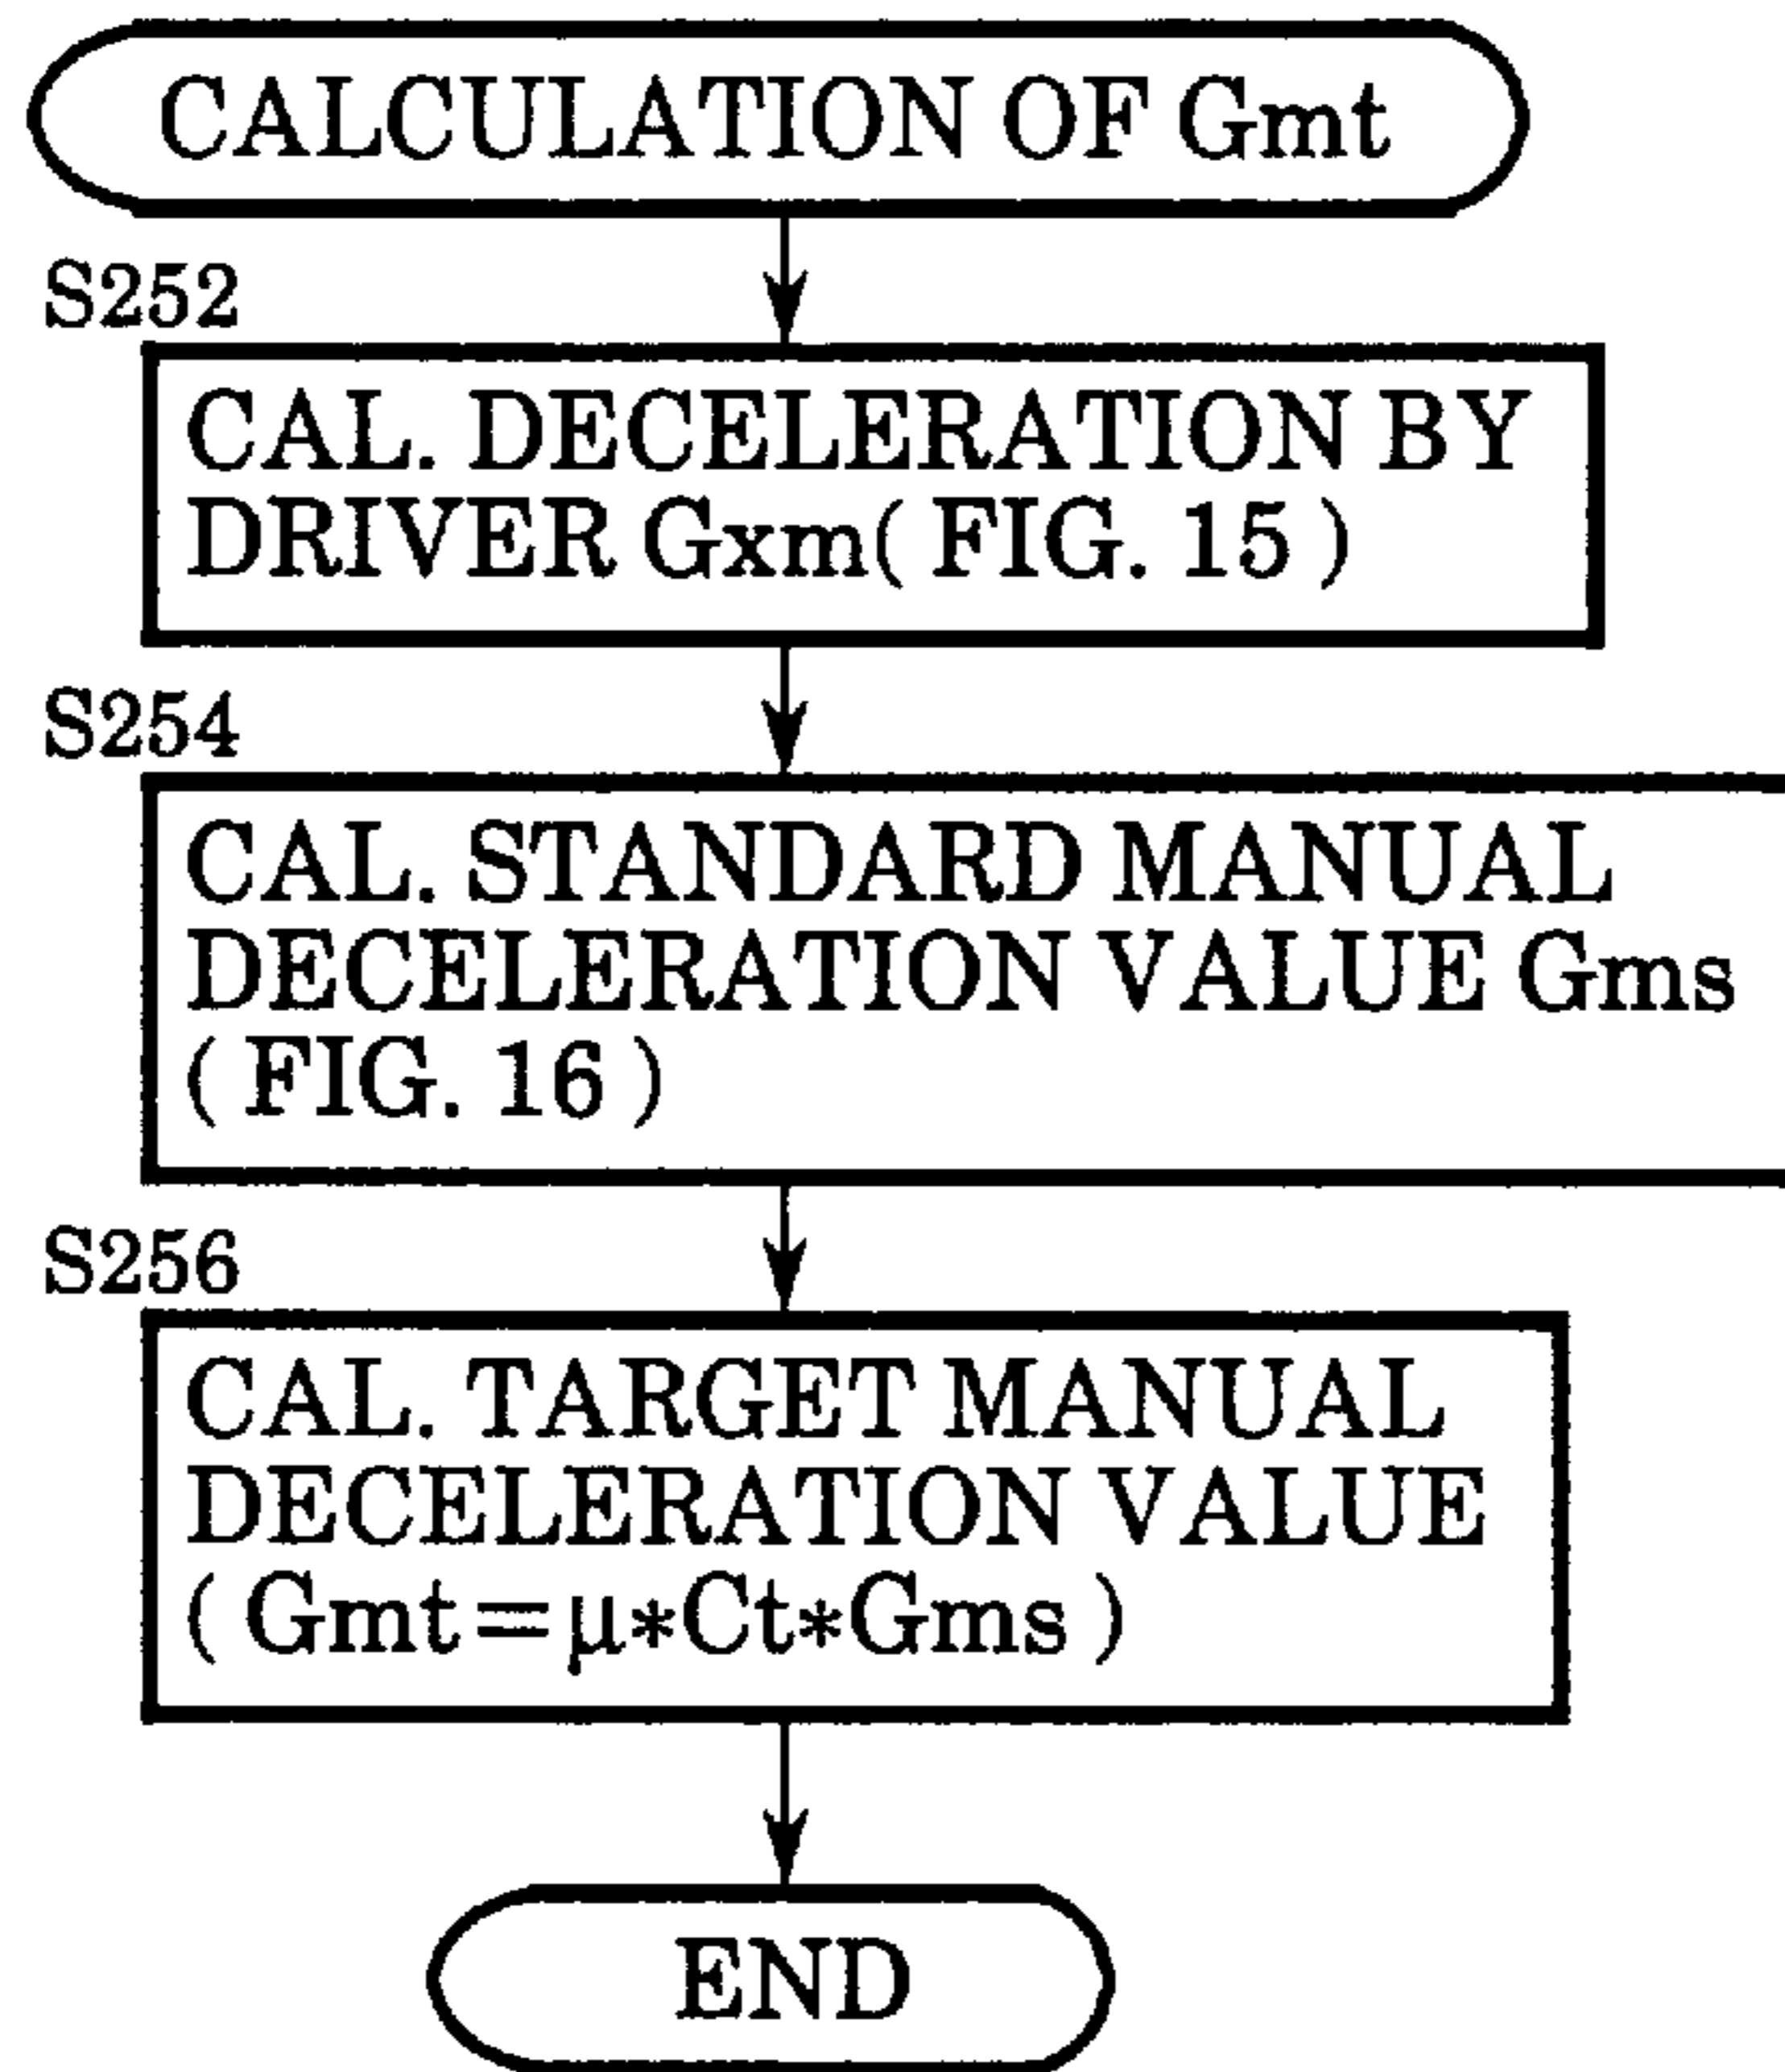 CALCULATION OF Gmt
S252
CAL. DECELERATION BY
DRIVER Gxm( FIG. 15 )
S254
CAL. STANDARD MANUAL
DECELERATION VALUE Gms
( FIG. 16 )
S256
CAL. TARGET MANUAL
DECELERATION VALUE
( Gmt=μ*Ct*Gms )
END